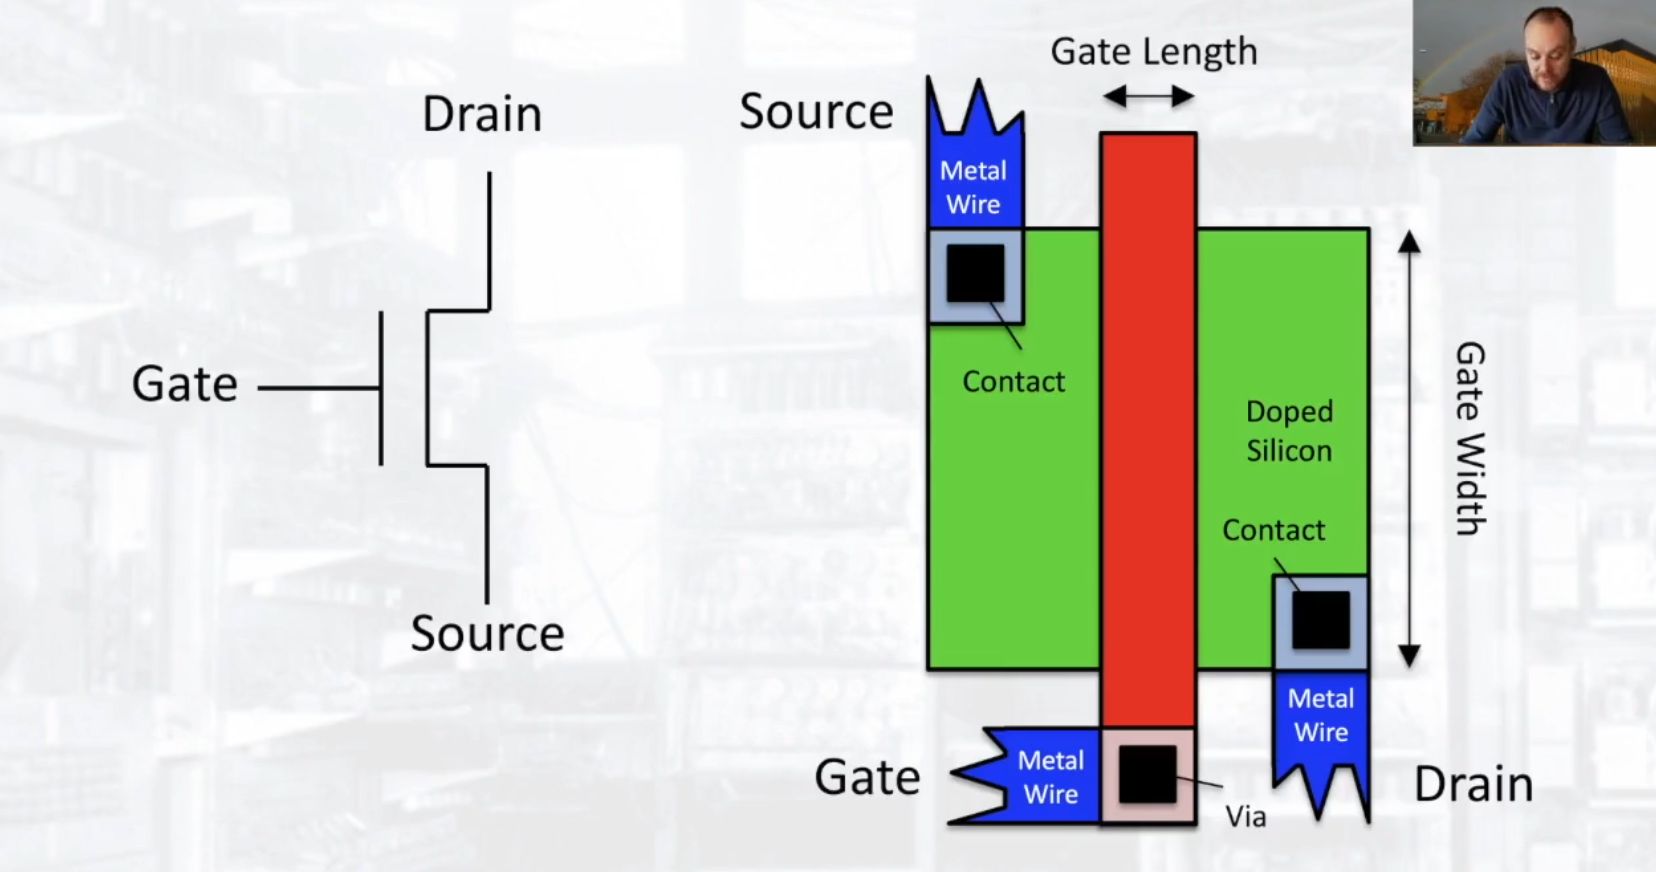 Drain
Gate
Source
Gate Length
Source
Metal
Wire
Contact
Doped
Silicon
Contact
Gate Width
Metal
Wire
Gate
Metal
Wire
Via
Drain